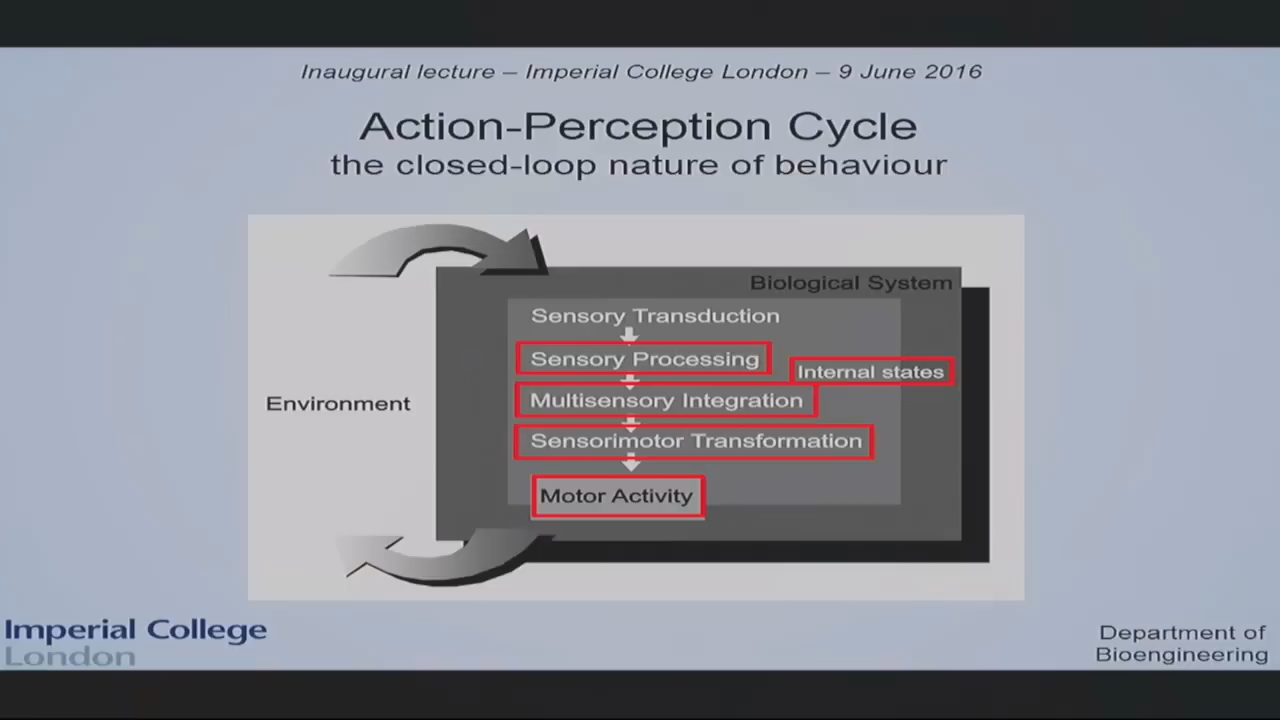 Inaugural lecture – Imperial College London – 9 June 2016
Action-Perception Cycle
the closed-loop nature of behaviour
Biological System
Sensory Transduction
Sensory Processing
Internal states
Multisensory Integration
Environment
Sensorimotor Transformation
Motor Activity
Imperial College
London
Department of
Bioengineering